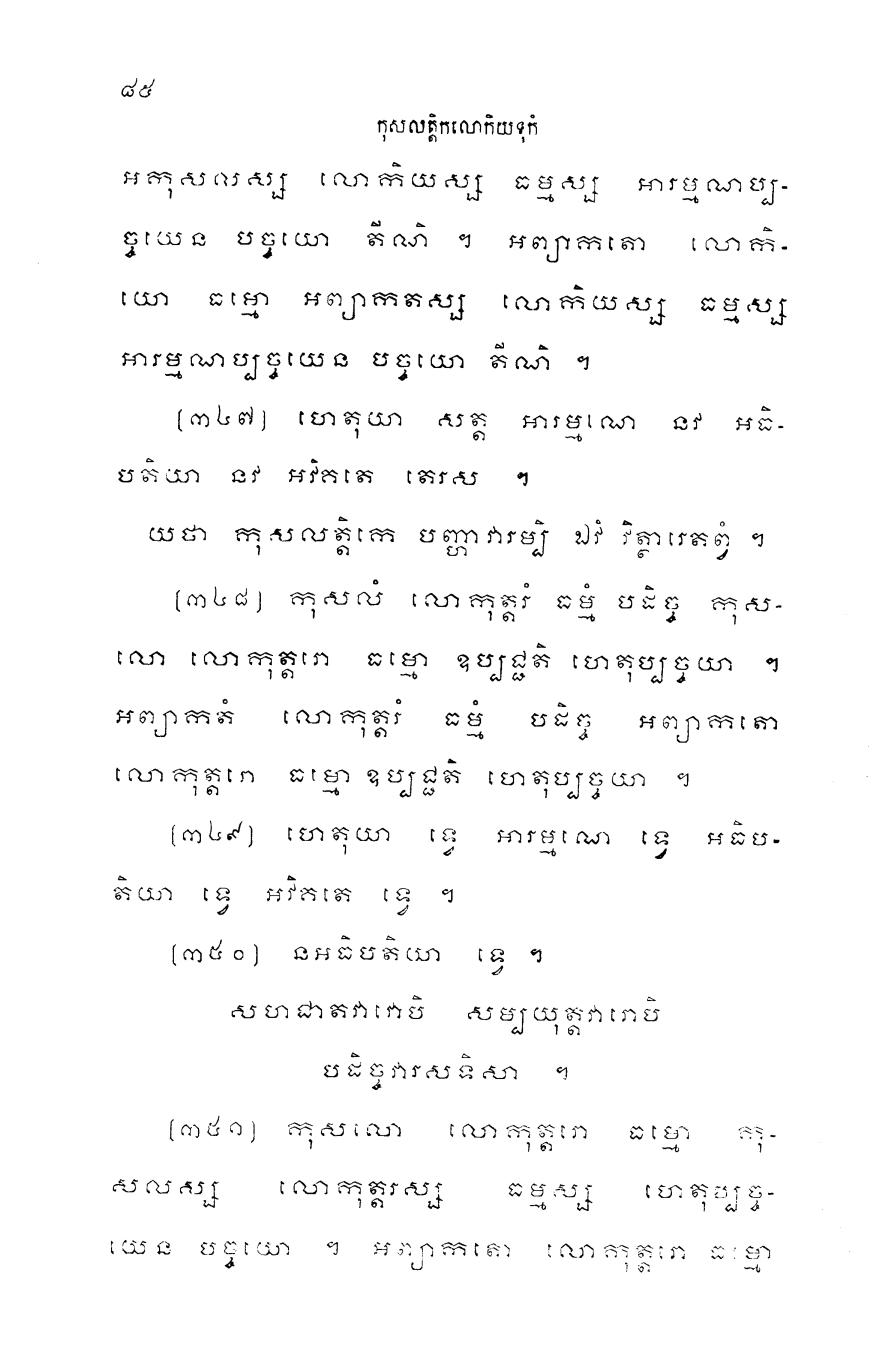 ៨៥
កុសលត្តិកលោកិយទុកំ
អកុសលស្ស លោកិយស្ស ធម្មស្ស អារម្មណប្ប-
ច្ចយេន បច្ចយោ តីណិ ។ អព្យាកតោ លោកិ-
យោ ធម្មោ អព្យាកតស្ស លោកិយស្ស ធម្មស្ស
អារម្មណប្បច្ចយេន បច្ចយោ តីណិ ។
(៣៤៧) ហេតុយា សត្ត អារម្មណេ នវ អធិ-
បតិយា នវ អវិគតេ តេរស ។
យថា កុសលត្តិកេ បញ្ហាវារម្បិ ឯវំ វិត្ថារេតព្វំ ។
(៣៤៨) កុសលំ លោកុត្តរំ ធម្មំ បដិច្ច កុស-
លោ លោកុត្តរោ ធម្មោ ឧប្បជ្ជតិ ហេតុប្បច្ចយា ។
អព្យាកតំ លោកុត្តរំ ធម្មំ បដិច្ច អព្យាកតោ
លោកុត្តរោ ធម្មោ ឧប្បជ្ជតិ ហេតុប្បច្ចយា ។
(៣៤៩) ហេតុយា ទ្វេ អារម្មណេ ទ្វេ អធិប-
តិយា ទ្វេ អវិគតេ ទ្វេ ។
(៣៥០) នអធិបតិយា ទ្វេ ។
សហជាតវារោបិ សម្បយុត្តវារោបិ
បដិច្ចវារសទិសា ។
(៣៥១) កុសលោ លោកុត្តរោ ធម្មោ កុ-
សលស្ស លោកុត្តរស្ស ធម្មស្ស ហេតុប្បច្ច-
យេន បច្ចយោ ។ អព្យាកតោ លោកុត្តរោ ធម្មោ